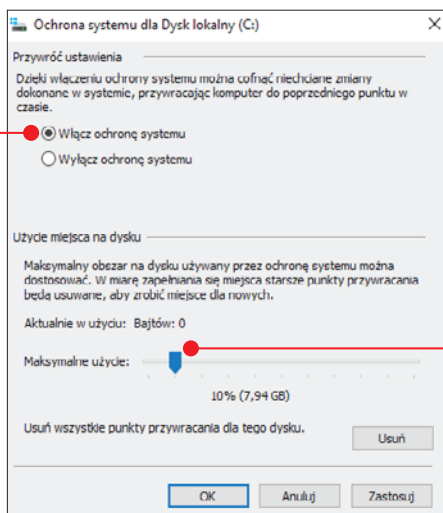 Ochrona systemu dla Dysk lokalny (C:)
Przywróć ustawienia
Dzięki włączeniu ochrony systemu można cofnąć niechciane zmiany
dokonane w systemie, przywracając komputer do poprzedniego punktu w
czasie.
Włącz ochronę systemu
Wyłącz ochronę systemu
Użycie miejsca na dysku
Maksymalny obszar na dysku używany przez ochronę systemu można
dostosować. W miarę zapełniania się miejsca starsze punkty przywracania
będą usuwane, aby zrobić miejsce dla nowych.
Aktualnie w użyciu: Bajtów: 0
Maksymalne użycie:
10% (7,94 GB)
Usuń wszystkie punkty przywracania dla tego dysku.
Usuń
OK Anuluj Zastosuj